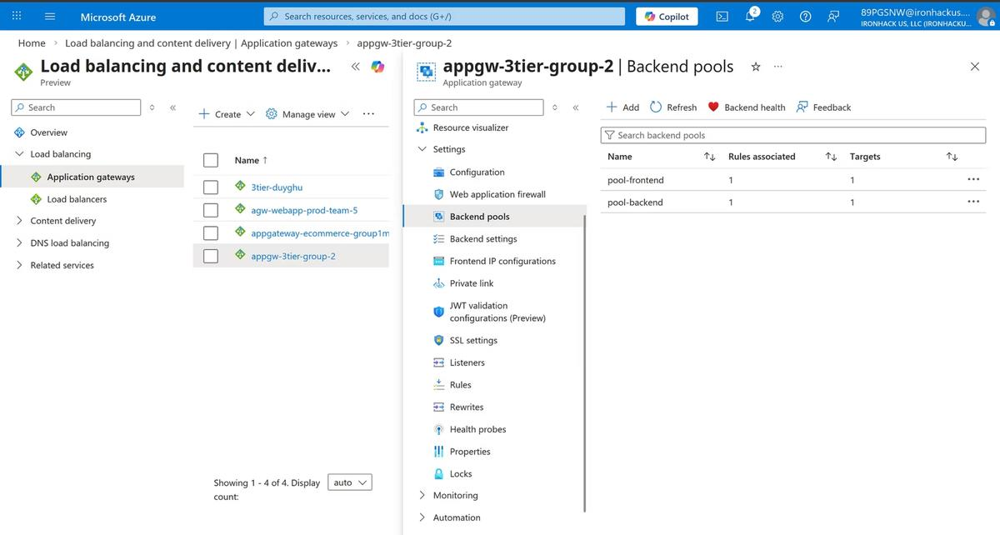 Microsoft Azure
Search resources, services, and docs (G+/)
Copilot
2
89PGSNW@ironhackus....
IRONHACK US, LLC (IRONHACKU...
Home > Load balancing and content delivery | Application gateways > appgw-3tier-group-2
Load balancing and content deliv...
Preview
Search
Overview
Load balancing
Application gateways
Load balancers
Content delivery
DNS load balancing
Related services
Create
Manage view
...
Name ↑
3tier-duyghu
agw-webapp-prod-team-5
appgateway-ecommerce-group1m
appgw-3tier-group-2
Showing 1 - 4 of 4. Display count:
auto
appgw-3tier-group-2 | Backend pools
...
Application gateway
Search
Resource visualizer
Settings
Configuration
Web application firewall
Backend pools
Backend settings
Frontend IP configurations
Private link
JWT validation
configurations (Preview)
SSL settings
Listeners
Rules
Rewrites
Health probes
Properties
Locks
Monitoring
Automation
Add Refresh Backend health Feedback
Search backend pools
Name Rules associated Targets
pool-frontend 1 1 ...
pool-backend 1 1 ...